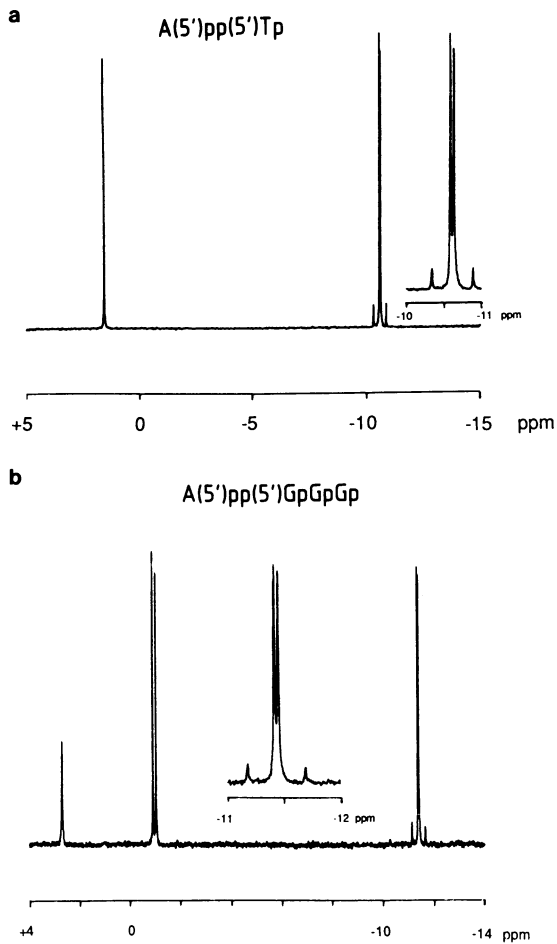 a
A(5')pp(5')Tp
-10 -11 ppm
+5 0 -5 -10 -15 ppm
b
A(5')pp(5')GpGpGp
-11 -12 ppm
+4 0 -10 -14 ppm